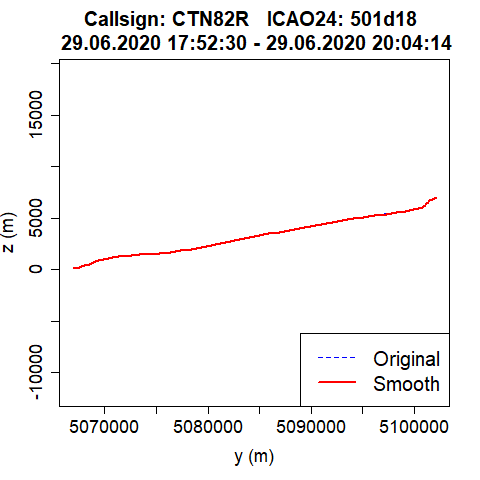 Callsign: CTN82R   ICAO24: 501d18
29.06.2020 17:52:30 - 29.06.2020 20:04:14
z (m)
15000
5000
0
-10000
Original
Smooth
5070000
5080000
5090000
5100000
y (m)